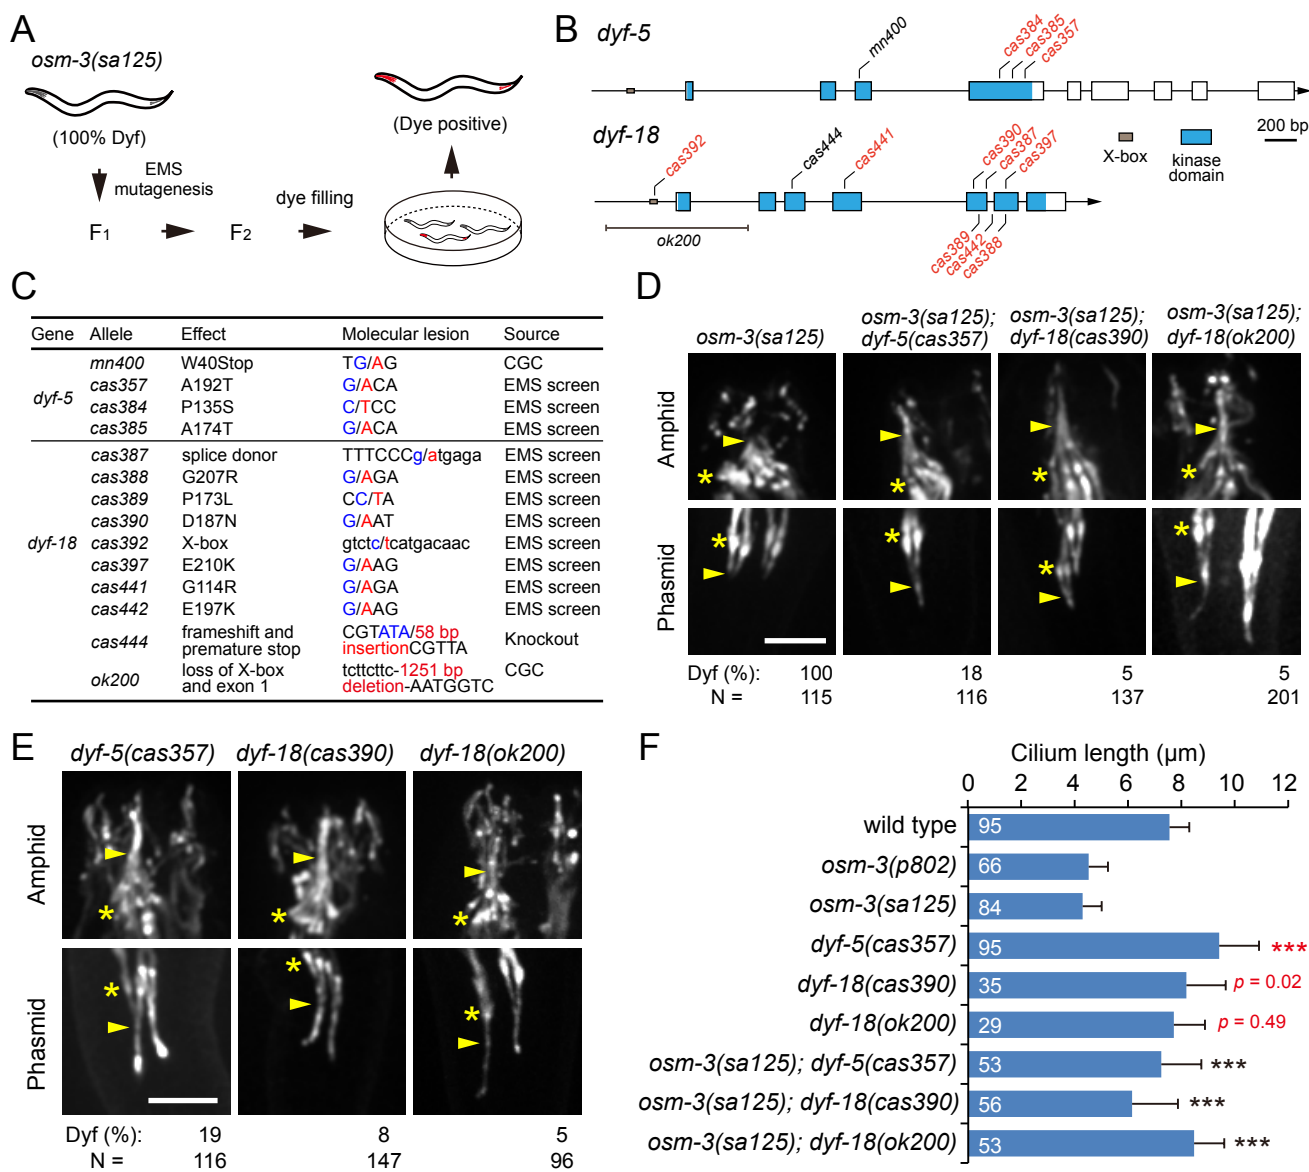 A
osm-3(sa125)
(100% Dyf)
EMS
mutagenesis
F1
F2
dye filling
(Dye positive)
B
dyf-5
mn400
cas384
cas385
cas357
dyf-18
cas392
cas444
cas441
cas390
cas387
cas397
X-box
kinase
domain
200 bp
ok200
cas389
cas442
cas388
C
Gene Allele Effect Molecular lesion Source
dyf-5
mn400 W40Stop TG/AG CGC
cas357 A192T G/ACA EMS screen
cas384 P135S C/TCC EMS screen
cas385 A174T G/ACA EMS screen
dyf-18
cas387 splice donor TTTCCCg/atgaga EMS screen
cas388 G207R G/AGA EMS screen
cas389 P173L CC/TA EMS screen
cas390 D187N G/AAT EMS screen
cas392 X-box gtctc/tcatgacaac EMS screen
cas397 E210K G/AAG EMS screen
cas441 G114R G/AGA EMS screen
cas442 E197K G/AAG EMS screen
cas444 frameshift and premature stop CGTATA/58 bp insertionCGTTA Knockout
ok200 loss of X-box and exon 1 tcttcttc-1251 bp deletion-AATGGTC CGC
D
osm-3(sa125)
osm-3(sa125);
dyf-5(cas357)
osm-3(sa125);
dyf-18(cas390)
osm-3(sa125);
dyf-18(ok200)
Amphid
*
*
*
*
Phasmid
*
*
*
*
Dyf (%): 100 18 5 5
N = 115 116 137 201
E
dyf-5(cas357) dyf-18(cas390) dyf-18(ok200)
Amphid
*
*
*
Phasmid
*
*
*
Dyf (%): 19 8 5
N = 116 147 96
F
Cilium length (µm)
0 2 4 6 8 10 12
wild type 95
osm-3(p802) 66
osm-3(sa125) 84
dyf-5(cas357) 95 ***
dyf-18(cas390) 35 p = 0.02
dyf-18(ok200) 29 p = 0.49
osm-3(sa125); dyf-5(cas357) 53 ***
osm-3(sa125); dyf-18(cas390) 56 ***
osm-3(sa125); dyf-18(ok200) 53 ***